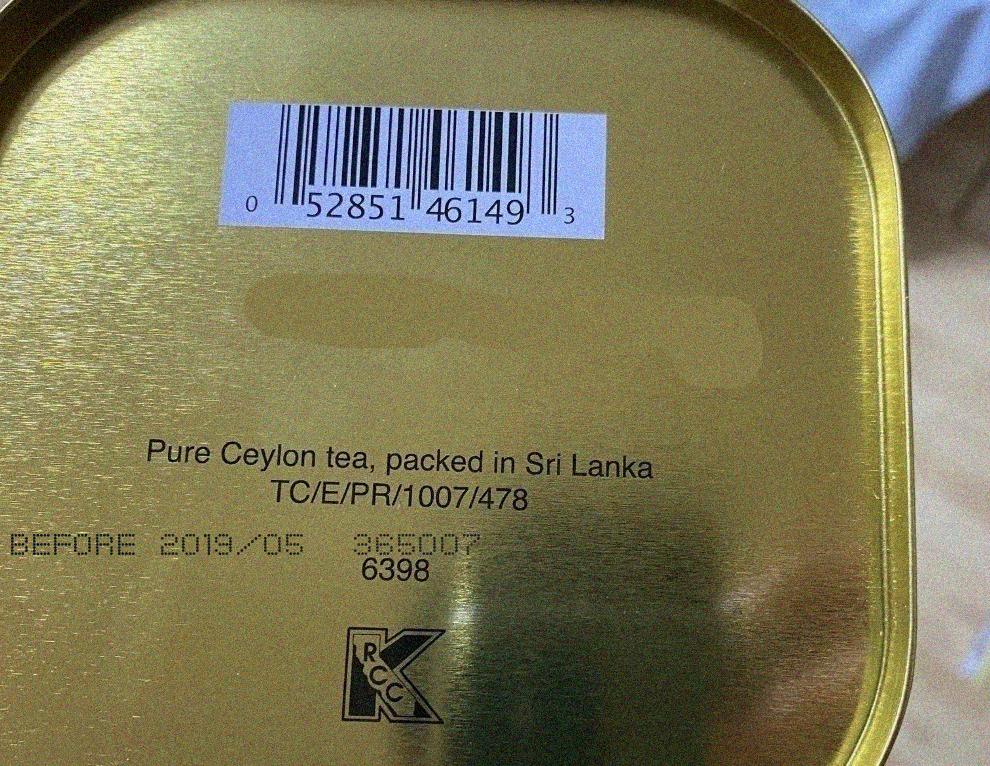 0 52851 46149 3
Pure Ceylon tea, packed in Sri Lanka
TC/E/PR/1007/478
BEFORE 2019/05 365007
6398
K
RCC